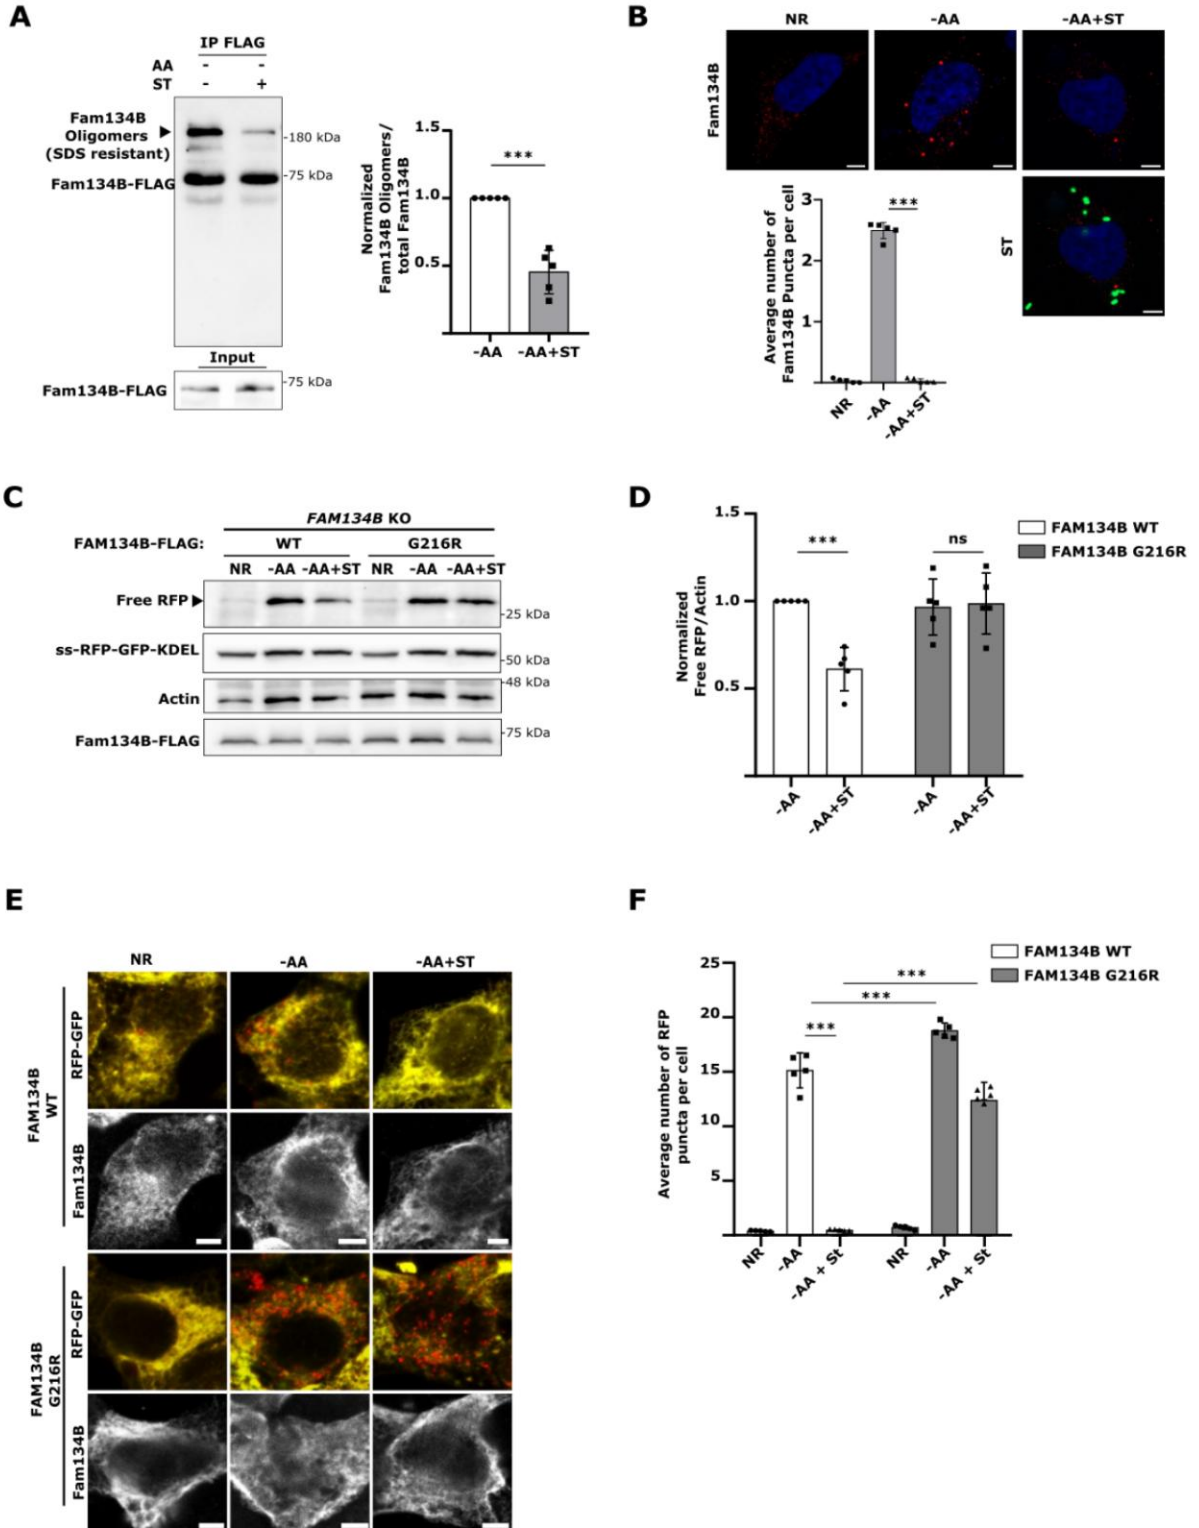 A
IP FLAG
AA - -
ST - +
Fam134B
Oligomers
(SDS resistant)
-180 kDa
Fam134B-FLAG
-75 kDa
Input
Fam134B-FLAG
-75 kDa
Normalized
Fam134B Oligomers/
total Fam134B
1.5
1.0
0.5
***
-AA
-AA+ST
B
NR
-AA
-AA+ST
Fam134B
ST
Average number of
Fam134B Puncta per cell
3
2
1
***
NR
-AA
-AA+ST
C
FAM134B KO
FAM134B-FLAG:
WT
G216R
NR -AA -AA+ST NR -AA -AA+ST
Free RFP
-25 kDa
ss-RFP-GFP-KDEL
-50 kDa
-48 kDa
Actin
Fam134B-FLAG
-75 kDa
D
Normalized
Free RFP/Actin
1.5
1.0
0.5
***
ns
FAM134B WT
FAM134B G216R
-AA
-AA+ST
-AA
-AA+ST
E
NR
-AA
-AA+ST
FAM134B
WT
RFP-GFP
Fam134B
FAM134B
G216R
RFP-GFP
Fam134B
F
FAM134B WT
FAM134B G216R
Average number of RFP
puncta per cell
25
20
15
10
5
***
***
***
NR
-AA
-AA + St
NR
-AA
-AA + St